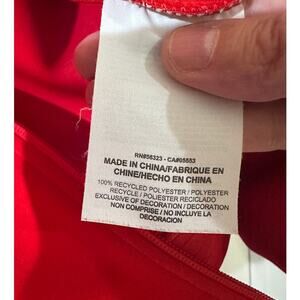 RN#56323 - CA#05553
MADE IN CHINA/FABRIQUE EN
CHINE/HECHO EN CHINA
100% RECYCLED POLYESTER / POLYESTER
RECYCLE / POLIESTER RECICLADO
EXCLUSIVE OF DECORATION / DECORATION
NON COMPRISE / NO INCLUYE LA
DECORACION